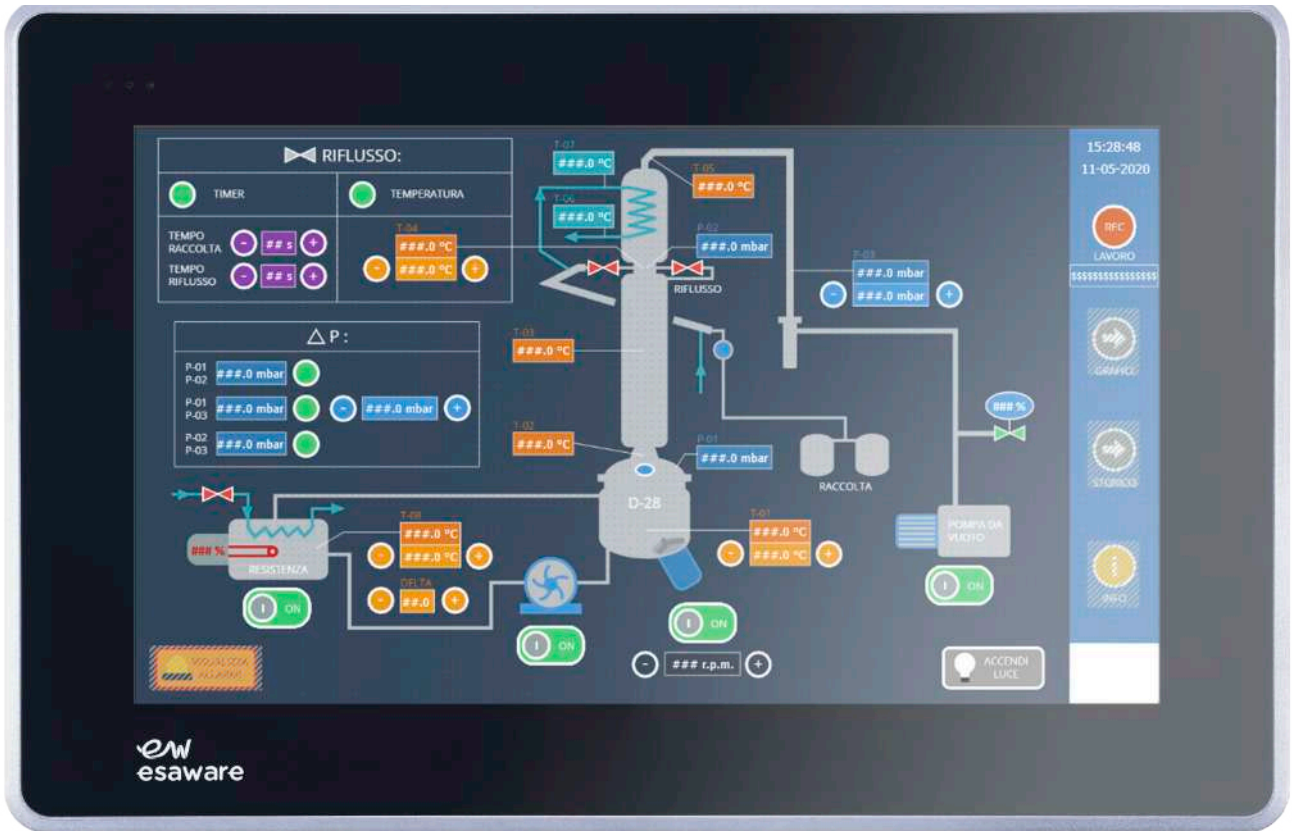 RIFLUSSO:
TIMER
TEMPERATURA
TEMPO
RACCOLTA
- ## s +
TEMPO
RIFLUSSO
- ## s +
T-04
###.0 °C
- ###.0 °C +
△ P :
P-01
P-02
###.0 mbar
P-01
P-03
###.0 mbar
- ###.0 mbar +
P-02
P-03
###.0 mbar
T-07
###.0 °C
T-06
###.0 °C
T-05
###.0 °C
P-02
###.0 mbar
RIFLUSSO
P-03
###.0 mbar
- ###.0 mbar +
T-03
###.0 °C
T-02
###.0 °C
P-01
###.0 mbar
RACCOLTA
### %
D-28
T-01
###.0 °C
- ###.0 °C +
POMPA DA
VUOTO
I ON
### %
RESISTENZA
I ON
T-08
###.0 °C
- ###.0 °C +
DELTA
- ##.0 +
I ON
I ON
- ### r.p.m. +
VISUALIZZA
ALLARMI
ACCENDI
LUCE
15:28:48
11-05-2020
REC
LAVORO
$$$$$$$$$$$$$$$$
GRAFICI
STORICO
INFO
ew
esaware